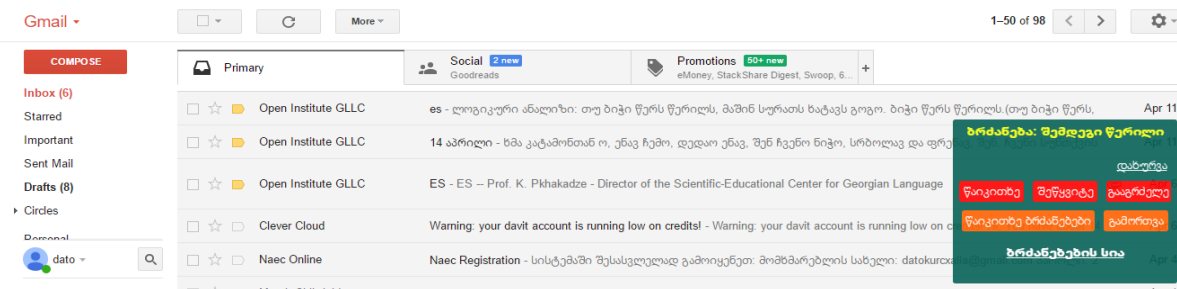 Gmail
More
1–50 of 98
COMPOSE
Inbox (6)
Starred
Important
Sent Mail
Drafts (8)
Circles
Personal
dato
Primary
Social 2 new
Goodreads
Promotions 50+ new
eMoney, StackShare Digest, Swoop, 6...
+
Open Institute GLLC es - ლოგიკური ანალიზი: თუ ბიჭი წერს წერილს, მაშინ სურათს ხატავს გოგო. ბიჭი წერს წერილს.(თუ ბიჭი წერს, Apr 11
Open Institute GLLC 14 აპრილი - ხმა კატამონთან ო, ენავ ჩემო, დედაო ენავ, შენ ჩვენო ნიჭო, სრბოლავ და Apr 11
Open Institute GLLC ES - ES -- Prof. K. Pkhakadze - Director of the Scientific-Educational Center for Georgian Language
Clever Cloud Warning: your davit account is running low on credits! - Warning: your davit account is running low on
Naec Online Naec Registration - სისტემაში შესასვლელად გამოიყენეთ: მომხმარებლის სახელი: Apr 4
ბრძანება: შემდეგი წერილი
დახურვა
წაიკითხე შეწყვიტე გააგრძელე
წაიკითხე ბრძანებები გამორთვა
ბრძანებების სია